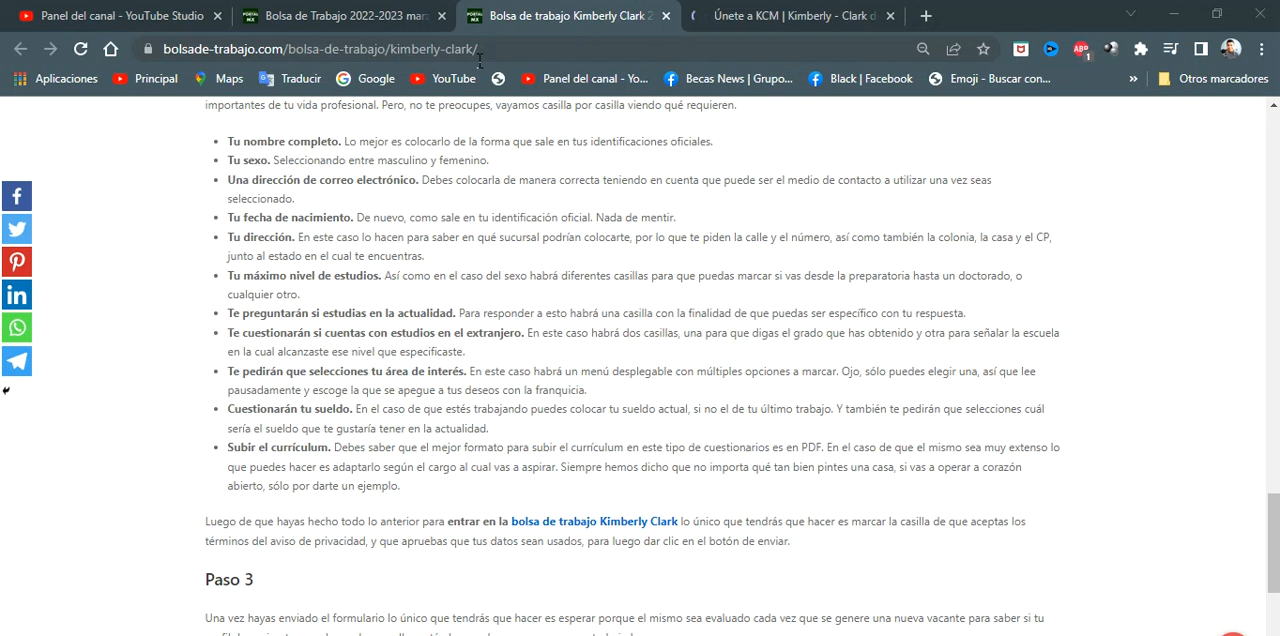 Panel del canal - YouTube Studio
Bolsa de Trabajo 2022-2023 mar
Bolsa de trabajo Kimberly Clark 2
Únete a KCM | Kimberly - Clark d
bolsade-trabajo.com/bolsa-de-trabajo/kimberly-clark/
ABP
1
Aplicaciones
Principal
Maps
Traducir
Google
YouTube
Panel del canal - Yo...
Becas News | Grupo...
Black | Facebook
Emoji - Buscar con...
»
Otros marcadores
importantes de tu vida profesional. Pero, no te preocupes, vayamos casilla por casilla viendo qué requieren.
• Tu nombre completo. Lo mejor es colocarlo de la forma que sale en tus identificaciones oficiales.
• Tu sexo. Seleccionando entre masculino y femenino.
• Una dirección de correo electrónico. Debes colocarla de manera correcta teniendo en cuenta que puede ser el medio de contacto a utilizar una vez seas
seleccionado.
• Tu fecha de nacimiento. De nuevo, como sale en tu identificación oficial. Nada de mentir.
• Tu dirección. En este caso lo hacen para saber en qué sucursal podrían colocarte, por lo que te piden la calle y el número, así como también la colonia, la casa y el CP,
junto al estado en el cual te encuentras.
• Tu máximo nivel de estudios. Así como en el caso del sexo habrá diferentes casillas para que puedas marcar si vas desde la preparatoria hasta un doctorado, o
cualquier otro.
• Te preguntarán si estudias en la actualidad. Para responder a esto habrá una casilla con la finalidad de que puedas ser específico con tu respuesta.
• Te cuestionarán si cuentas con estudios en el extranjero. En este caso habrá dos casillas, una para que digas el grado que has obtenido y otra para señalar la escuela
en la cual alcanzaste ese nivel que especificaste.
• Te pedirán que selecciones tu área de interés. En este caso habrá un menú desplegable con múltiples opciones a marcar. Ojo, sólo puedes elegir una, así que lee
pausadamente y escoge la que se apegue a tus deseos con la franquicia.
• Cuestionarán tu sueldo. En el caso de que estés trabajando puedes colocar tu sueldo actual, si no el de tu último trabajo. Y también te pedirán que selecciones cuál
sería el sueldo que te gustaría tener en la actualidad.
• Subir el currículum. Debes saber que el mejor formato para subir el currículum en este tipo de cuestionarios es en PDF. En el caso de que el mismo sea muy extenso lo
que puedes hacer es adaptarlo según el cargo al cual vas a aspirar. Siempre hemos dicho que no importa qué tan bien pintes una casa, si vas a operar a corazón
abierto, sólo por darte un ejemplo.
Luego de que hayas hecho todo lo anterior para entrar en la bolsa de trabajo Kimberly Clark lo único que tendrás que hacer es marcar la casilla de que aceptas los
términos del aviso de privacidad, y que apruebas que tus datos sean usados, para luego dar clic en el botón de enviar.
Paso 3
Una vez hayas enviado el formulario lo único que tendrás que hacer es esperar porque el mismo sea evaluado cada vez que se genere una nueva vacante para saber si tu